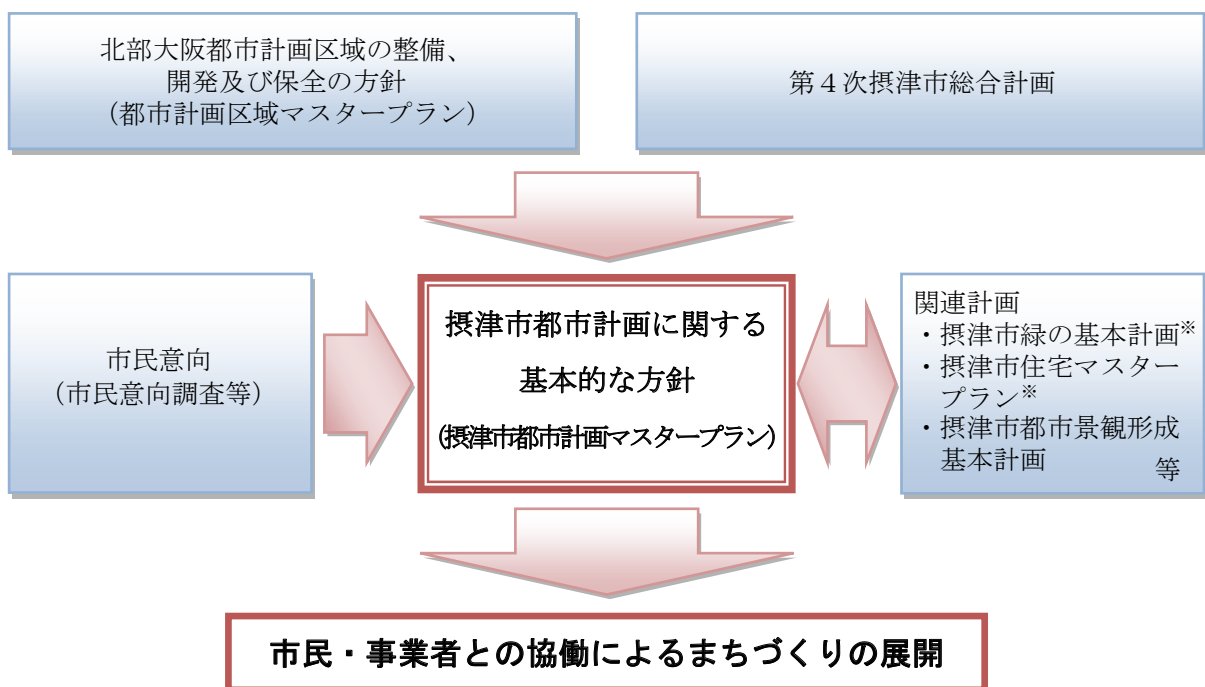 北部大阪都市計画区域の整備、
開発及び保全の方針
（都市計画区域マスタープラン）
第４次摂津市総合計画
市民意向
（市民意向調査等）
摂津市都市計画に関する
基本的な方針
(摂津市都市計画マスタープラン)
関連計画
・摂津市緑の基本計画※
・摂津市住宅マスター
プラン※
・摂津市都市景観形成
基本計画 等
市民・事業者との協働によるまちづくりの展開